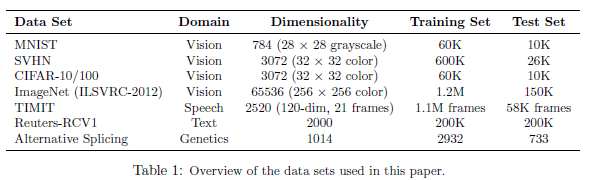 Data Set Domain Dimensionality Training Set Test Set
MNIST Vision 784 (28 × 28 grayscale) 60K 10K
SVHN Vision 3072 (32 × 32 color) 600K 26K
CIFAR-10/100 Vision 3072 (32 × 32 color) 60K 10K
ImageNet (ILSVRC-2012) Vision 65536 (256 × 256 color) 1.2M 150K
TIMIT Speech 2520 (120-dim, 21 frames) 1.1M frames 58K frames
Reuters-RCV1 Text 2000 200K 200K
Alternative Splicing Genetics 1014 2932 733
Table 1: Overview of the data sets used in this paper.